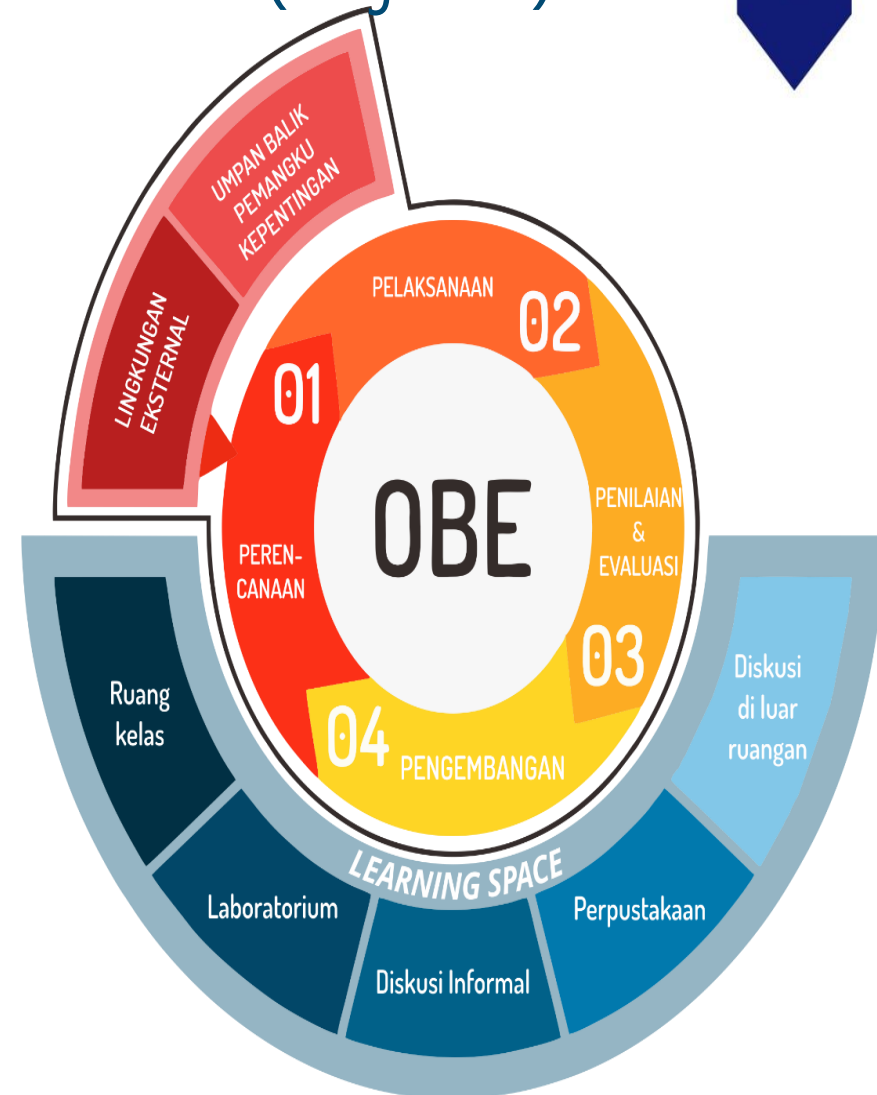 UMPAN BALIK
PEMANGKU
KEPENTINGAN
LINGKUNGAN
EKSTERNAL
PELAKSANAAN
02
01
OBE
PENILAIAN
&
EVALUASI
PEREN-
CANAAN
03
04
PENGEMBANGAN
LEARNING SPACE
Ruang
kelas
Laboratorium
Diskusi Informal
Perpustakaan
Diskusi
di luar
ruangan